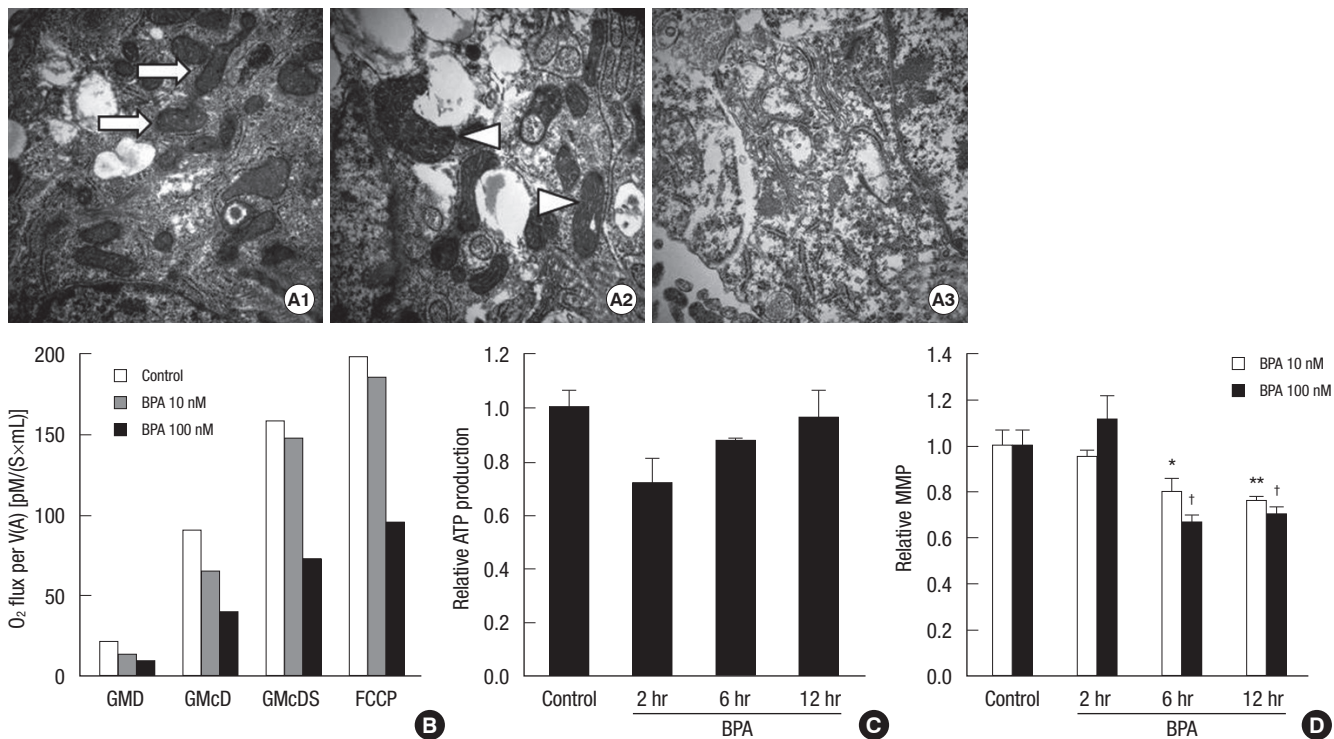 A1
A2
A3
O₂ flux per V(A) [pM/(S×mL)]
200
150
100
50
0
Control
BPA 10 nM
BPA 100 nM
GMD
GMcD
GMcDS
FCCP
B
Relative ATP production
1.2
1.0
0.8
0.6
0.4
0.2
0.0
Control
2 hr
6 hr
12 hr
BPA
C
Relative MMP
1.4
1.2
1.0
0.8
0.6
0.4
0.2
0.0
BPA 10 nM
BPA 100 nM
*
†
**
†
Control
2 hr
6 hr
12 hr
BPA
D